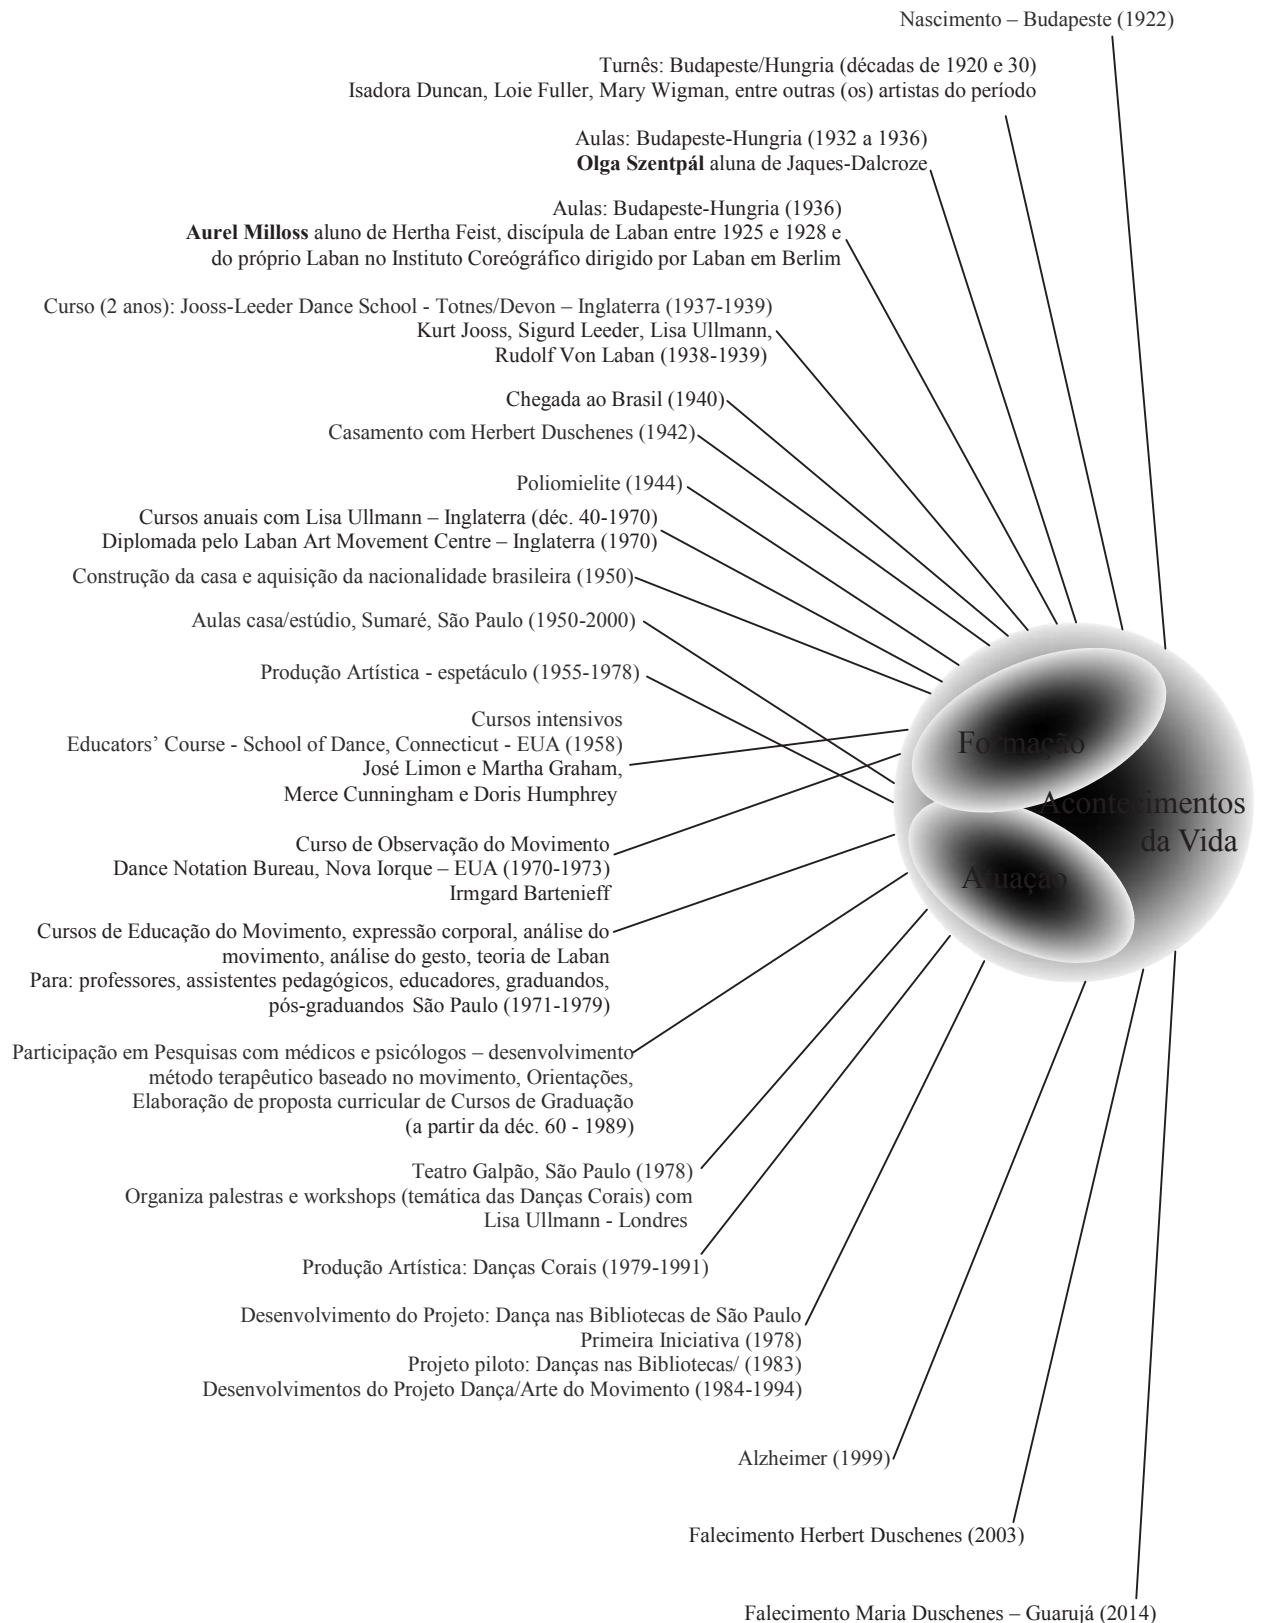 Nascimento – Budapeste (1922)
Turnês: Budapeste/Hungria (décadas de 1920 e 30)
Isadora Duncan, Loie Fuller, Mary Wigman, entre outras (os) artistas do período
Aulas: Budapeste-Hungria (1932 a 1936)
Olga Szentpál aluna de Jaques-Dalcroze
Aulas: Budapeste-Hungria (1936)
Aurel Milloss aluno de Hertha Feist, discípula de Laban entre 1925 e 1928 e
do próprio Laban no Instituto Coreógráfico dirigido por Laban em Berlim
Curso (2 anos): Jooss-Leeder Dance School - Totnes/Devon – Inglaterra (1937-1939)
Kurt Jooss, Sigurd Leeder, Lisa Ullmann,
Rudolf Von Laban (1938-1939)
Chegada ao Brasil (1940)
Casamento com Herbert Duschenes (1942)
Poliomielite (1944)
Cursos anuais com Lisa Ullmann – Inglaterra (déc. 40-1970)
Diplomada pelo Laban Art Movement Centre – Inglaterra (1970)
Construção da casa e aquisição da nacionalidade brasileira (1950)
Aulas casa/estúdio, Sumaré, São Paulo (1950-2000)
Produção Artística - espetáculo (1955-1978)
Cursos intensivos
Educators’ Course - School of Dance, Connecticut - EUA (1958)
José Limon e Martha Graham,
Merce Cunningham e Doris Humphrey
Formação
Acontecimentos
da Vida
Atuação
Curso de Observação do Movimento
Dance Notation Bureau, Nova Iorque – EUA (1970-1973)
Irmgard Bartenieff
Cursos de Educação do Movimento, expressão corporal, análise do
movimento, análise do gesto, teoria de Laban
Para: professores, assistentes pedagógicos, educadores, graduandos,
pós-graduandos São Paulo (1971-1979)
Participação em Pesquisas com médicos e psicólogos – desenvolvimento
método terapêutico baseado no movimento, Orientações,
Elaboração de proposta curricular de Cursos de Graduação
(a partir da déc. 60 - 1989)
Teatro Galpão, São Paulo (1978)
Organiza palestras e workshops (temática das Danças Corais) com
Lisa Ullmann - Londres
Produção Artística: Danças Corais (1979-1991)
Desenvolvimento do Projeto: Dança nas Bibliotecas de São Paulo
Primeira Iniciativa (1978)
Projeto piloto: Danças nas Bibliotecas/ (1983)
Desenvolvimentos do Projeto Dança/Arte do Movimento (1984-1994)
Alzheimer (1999)
Falecimento Herbert Duschenes (2003)
Falecimento Maria Duschenes – Guarujá (2014)